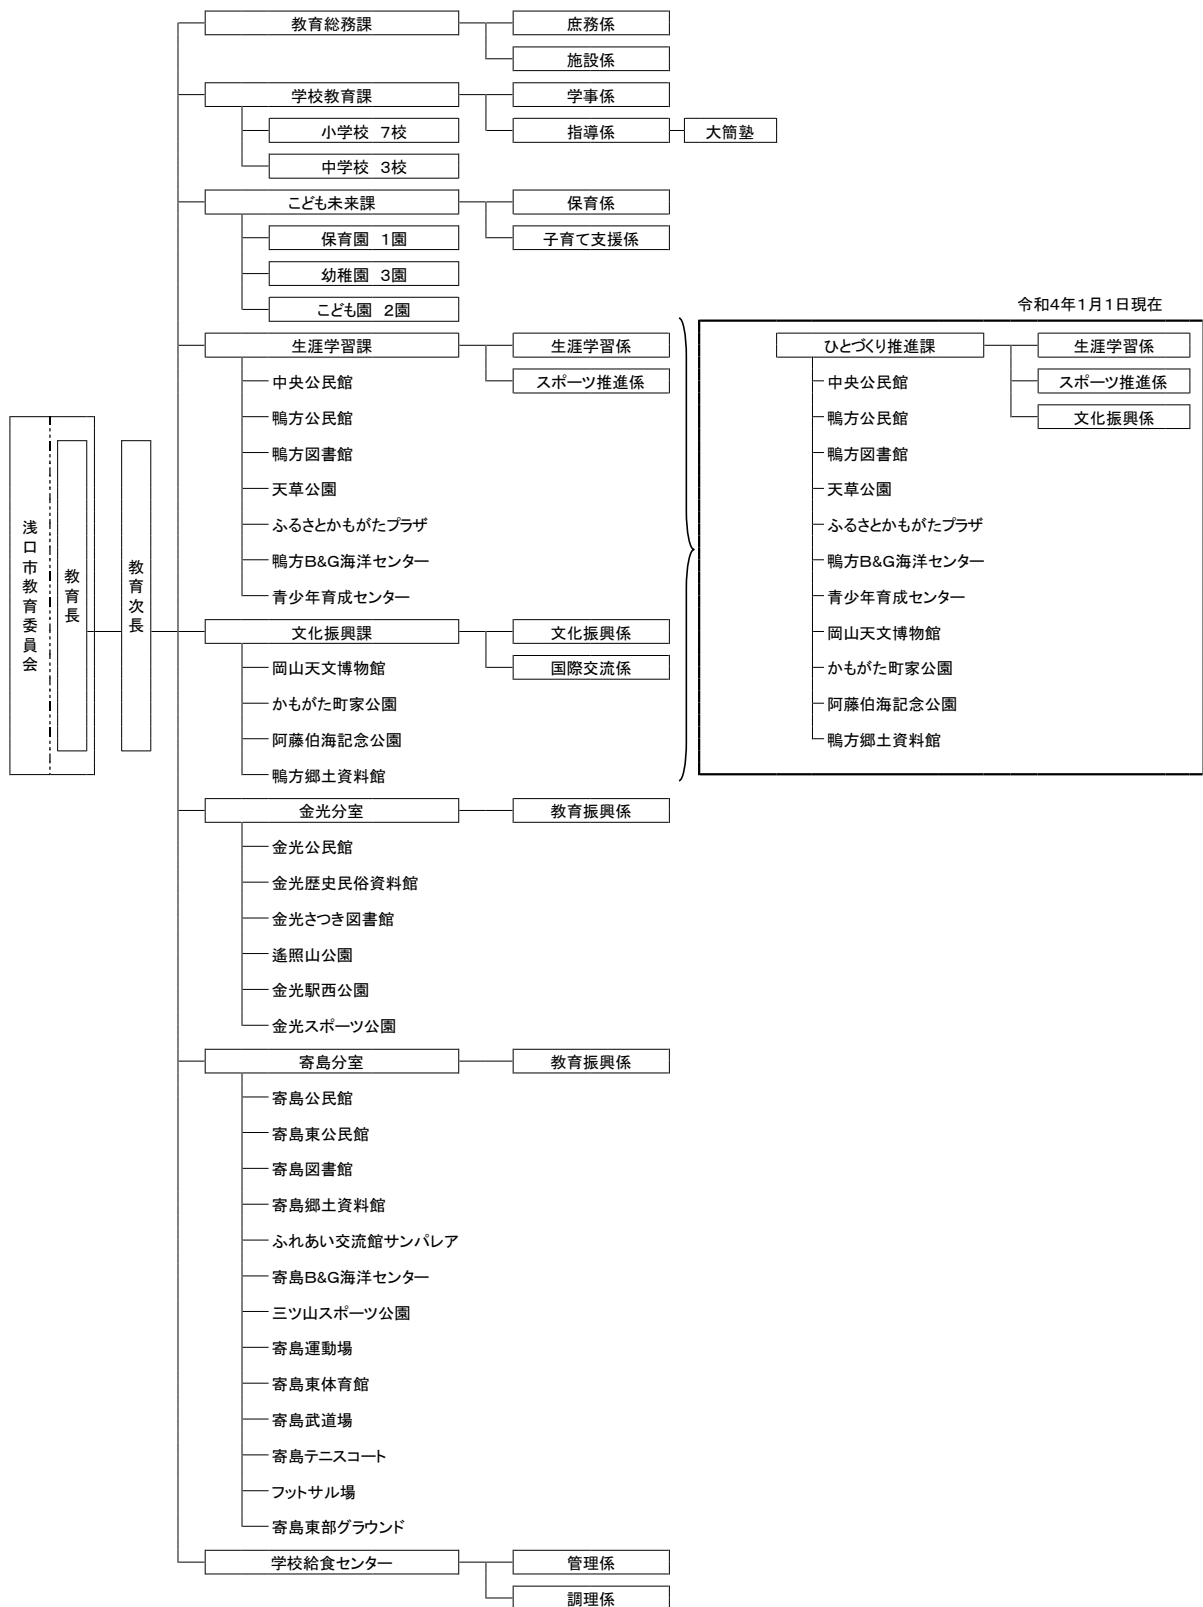 教育総務課
庶務係
施設係
学校教育課
学事係
小学校 7校
指導係
大簡塾
中学校 3校
こども未来課
保育係
保育園 1園
子育て支援係
幼稚園 3園
こども園 2園
令和4年1月1日現在
生涯学習課
生涯学習係
中央公民館
スポーツ推進係
鴨方公民館
鴨方図書館
天草公園
ふるさとかもがたプラザ
鴨方B&G海洋センター
青少年育成センター
ひとづくり推進課
生涯学習係
中央公民館
スポーツ推進係
鴨方公民館
文化振興係
鴨方図書館
天草公園
ふるさとかもがたプラザ
鴨方B&G海洋センター
青少年育成センター
岡山天文博物館
かもがた町家公園
阿藤伯海記念公園
鴨方郷土資料館
浅口市教育委員会
教育長
教育次長
文化振興課
文化振興係
岡山天文博物館
国際交流係
かもがた町家公園
阿藤伯海記念公園
鴨方郷土資料館
金光分室
教育振興係
金光公民館
金光歴史民俗資料館
金光さつき図書館
遙照山公園
金光駅西公園
金光スポーツ公園
寄島分室
教育振興係
寄島公民館
寄島東公民館
寄島図書館
寄島郷土資料館
ふれあい交流館サンパレア
寄島B&G海洋センター
三ツ山スポーツ公園
寄島運動場
寄島東体育館
寄島武道場
寄島テニスコート
フットサル場
寄島東部グラウンド
学校給食センター
管理係
調理係